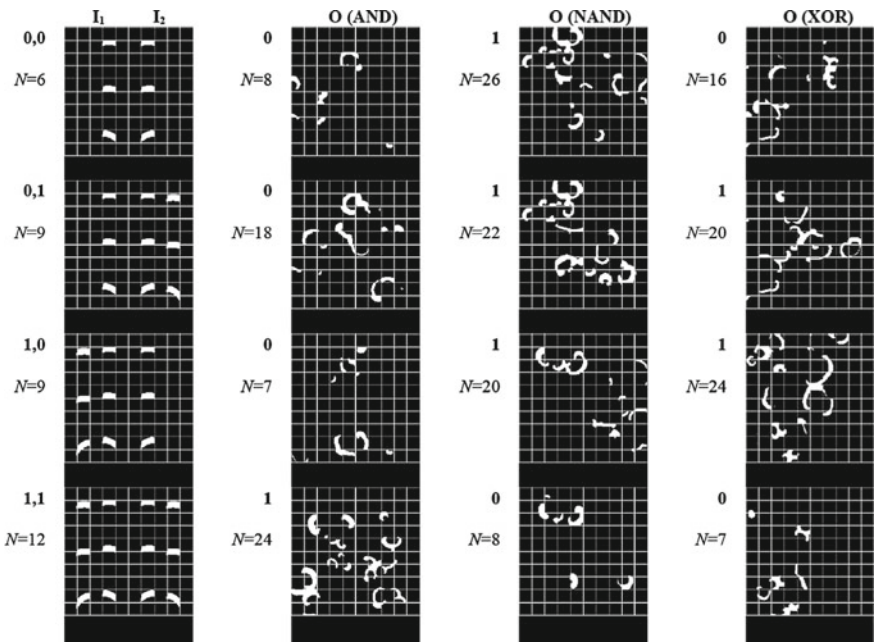 I₁ I₂ O (AND) O (NAND) O (XOR)
0,0 0 1 0
N=6 N=8 N=26 N=16
0,1 0 1 1
N=9 N=18 N=22 N=20
1,0 0 1 1
N=9 N=7 N=20 N=24
1,1 1 0 0
N=12 N=24 N=8 N=7